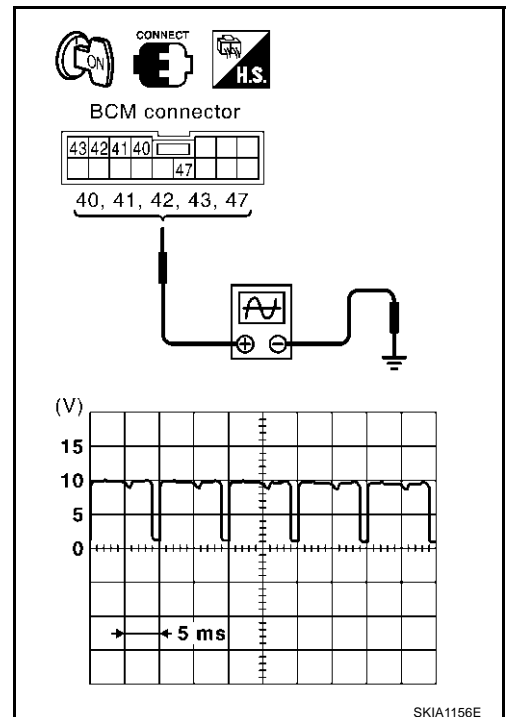 ON
CONNECT
H.S.
BCM connector
43 42 41 40
47
40, 41, 42, 43, 47
(V)
15
10
5
0
5 ms
SKIA1156E